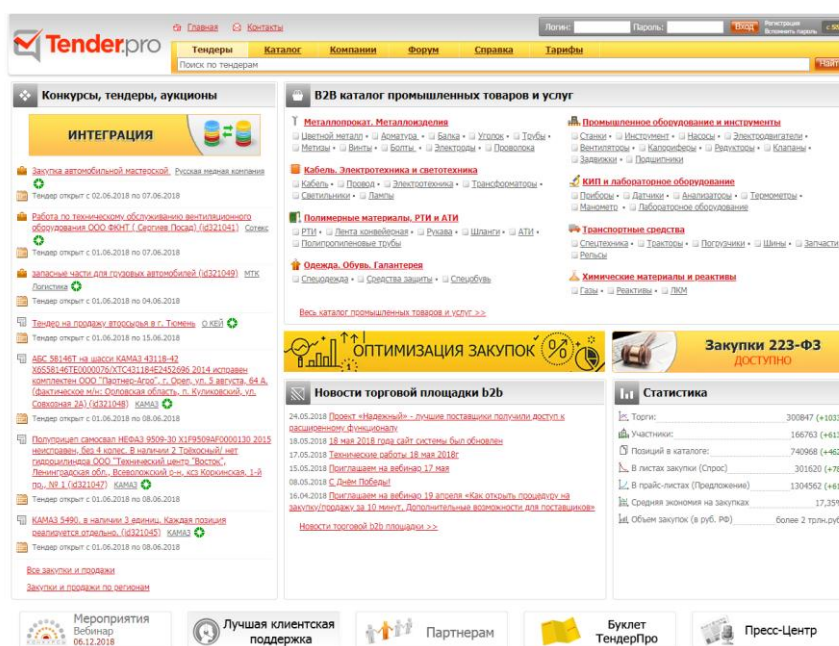 Главная Контакты
Логин: Пароль: Вход Регистрация
Вспомнить пароль
Tender.pro
Тендеры Каталог Компании Форум Справка Тарифы
Поиск по тендерам
Конкурсы, тендеры, аукционы
ИНТЕГРАЦИЯ
Закупка автомобильной мастерской Русская медная компания
Тендер открыт с 02.06.2018 по 07.06.2018
Работа по техническому обслуживанию вентиляционного
оборудования ООО ФКНТ ( Сергиев Посад) (id321041) Сотекс
Тендер открыт с 02.06.2018 по 07.06.2018
запасные части для грузовых автомобилей (id321049) МТК
Логистика
Тендер открыт с 01.06.2018 по 04.06.2018
Тендер на продажу вторсырья в г. Тюмень О КЕЙ
Тендер открыт с 01.06.2018 по 15.06.2018
АБС 58146Т на шасси КАМАЗ 43118-42
X6S58146TE0000076/XTC431184E2452696 2014 исправен
комплектен ООО "Партнер-Агро", г. Орел, ул. 5 августа, 64 А.
(фактическое м/н: Орловская область, п. Куликовский, ул.
Совхозная 2А) (id321048) КАМАЗ
Тендер открыт с 01.06.2018 по 08.06.2018
Полуприцеп самосвал НЕФАЗ 9509-30 X1F9509AF0000130 2015
неисправен, без 4 колес. В наличии 2 Трёхосный/ нет
гидроцилиндра ООО "Технический центр "Восток",
Ленинградская обл., Всеволожский р-н, ксз Коркинская, 1-й
пр., № 1 (id321047) КАМАЗ
Тендер открыт с 01.06.2018 по 08.06.2018
КАМАЗ 5490, в наличии 3 единиц. Каждая позиция
реализуется отдельно. (id321045) КАМАЗ
Тендер открыт с 01.06.2018 по 08.06.2018
Все закупки и продажи
Закупки и продажи по регионам
B2B каталог промышленных товаров и услуг
Металлопрокат. Металлоизделия
Цветной металл • Арматура • Балка • Уголок • Трубы •
Метизы • Винты • Болты • Электроды • Проволока
Кабель. Электротехника и светотехника
Кабель • Провод • Электротехника • Трансформаторы •
Светильники • Лампы
Полимерные материалы, РТИ и АТИ
РТИ • Лента конвейерная • Рукава • Шланги • АТИ •
Полипропиленовые трубы
Одежда. Обувь. Галантерея
Спецодежда • Средства защиты • Спецобувь
Весь каталог промышленных товаров и услуг >>
Промышленное оборудование и инструменты
Станки • Инструмент • Насосы • Электродвигатели •
Вентиляторы • Калориферы • Редукторы • Клапаны •
Задвижки • Подшипники
КИП и лабораторное оборудование
Приборы • Датчики • Анализаторы • Термометры •
Манометр • Лабораторное оборудование
Транспортные средства
Спецтехника • Тракторы • Погрузчики • Шины • Запчасти
Рельсы
Химические материалы и реактивы
Газы • Реактивы • ЛКМ
ОПТИМИЗАЦИЯ ЗАКУПОК %
Закупки 223-ФЗ
ДОСТУПНО
Новости торговой площадки b2b
24.05.2018 Проект «Надежный» - лучшие поставщики получили доступ к
расширенному функционалу
18.05.2018 18 мая 2018 года сайт системы был обновлен
17.05.2018 Технические работы 18 мая 2018г
15.05.2018 Приглашаем на вебинар 17 мая
08.05.2018 С Днём Победы!
16.04.2018 Приглашаем на вебинар 19 апреля «Как открыть процедуру на
закупку/продажу за 10 минут. Дополнительные возможности для поставщиков»
Новости торговой b2b площадки >>
Статистика
Торги: 300847 (+1033
Участники: 166763 (+613
Позиций в каталоге: 740968 (+462
В листах закупки (Спрос) 301620 (+78
В прайс-листах (Предложение) 1304562 (+61
Средняя экономия на закупках 17,35%
Объем закупок (в руб. РФ) более 2 трлн.руб
Мероприятия
Вебинар
06.12.2018
Лучшая клиентская
поддержка
Партнерам
Буклет
ТендерПро
Пресс-Центр